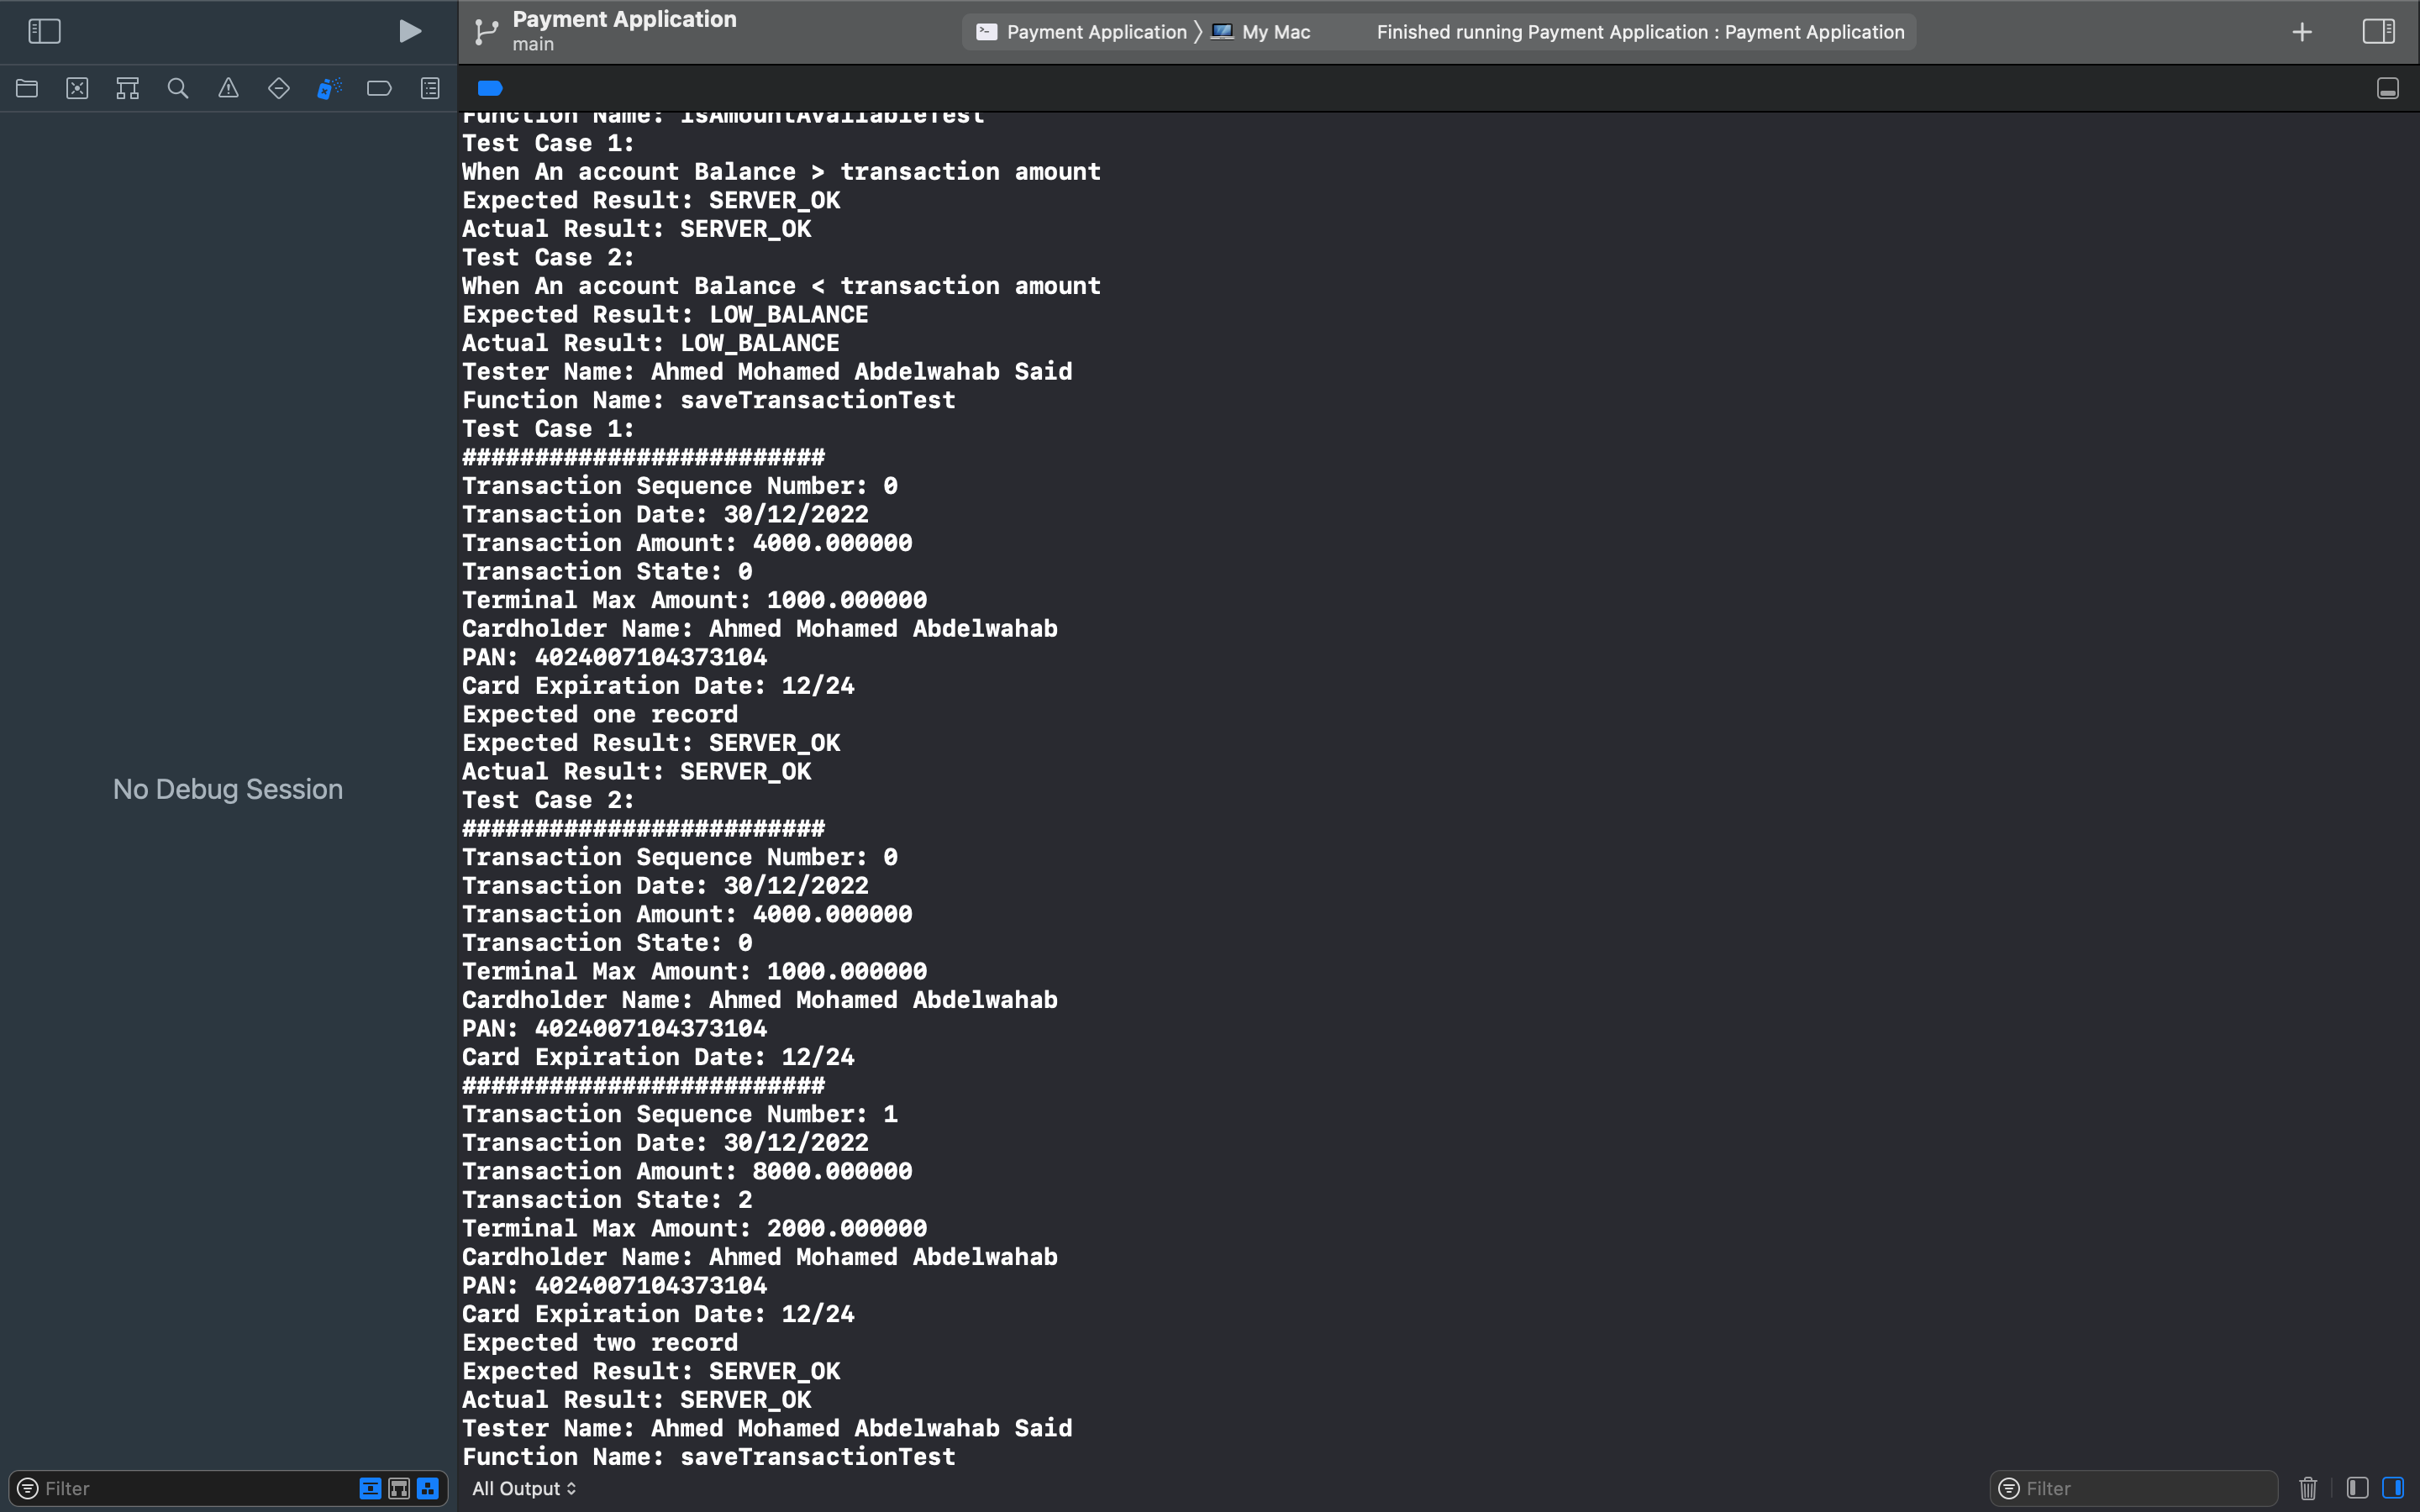 Payment Application
main
Payment Application
My Mac
Finished running Payment Application : Payment Application
Function Name: isAmountAvailableTest
Test Case 1:
When An account Balance > transaction amount
Expected Result: SERVER_OK
Actual Result: SERVER_OK
Test Case 2:
When An account Balance < transaction amount
Expected Result: LOW_BALANCE
Actual Result: LOW_BALANCE
Tester Name: Ahmed Mohamed Abdelwahab Said
Function Name: saveTransactionTest
Test Case 1:
#########################
Transaction Sequence Number: 0
Transaction Date: 30/12/2022
Transaction Amount: 4000.000000
Transaction State: 0
Terminal Max Amount: 1000.000000
Cardholder Name: Ahmed Mohamed Abdelwahab
PAN: 4024007104373104
Card Expiration Date: 12/24
Expected one record
Expected Result: SERVER_OK
Actual Result: SERVER_OK
Test Case 2:
#########################
Transaction Sequence Number: 0
Transaction Date: 30/12/2022
Transaction Amount: 4000.000000
Transaction State: 0
Terminal Max Amount: 1000.000000
Cardholder Name: Ahmed Mohamed Abdelwahab
PAN: 4024007104373104
Card Expiration Date: 12/24
#########################
Transaction Sequence Number: 1
Transaction Date: 30/12/2022
Transaction Amount: 8000.000000
Transaction State: 2
Terminal Max Amount: 2000.000000
Cardholder Name: Ahmed Mohamed Abdelwahab
PAN: 4024007104373104
Card Expiration Date: 12/24
Expected two record
Expected Result: SERVER_OK
Actual Result: SERVER_OK
Tester Name: Ahmed Mohamed Abdelwahab Said
Function Name: saveTransactionTest
No Debug Session
Filter
All Output
Filter